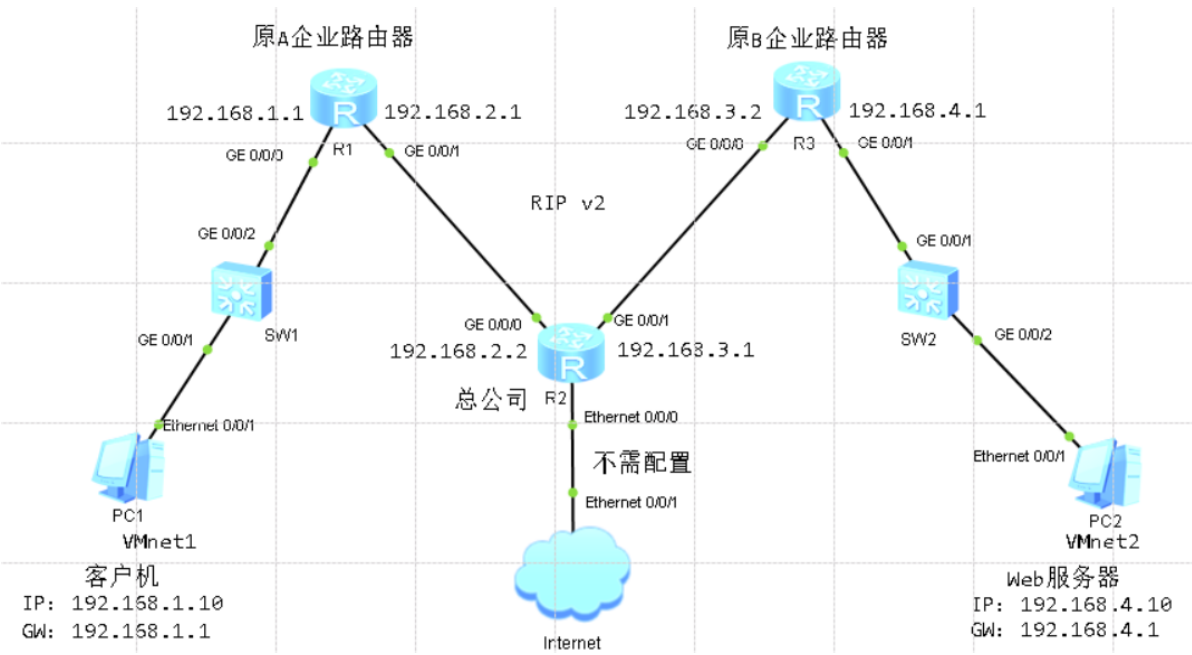 原A企业路由器
原B企业路由器
192.168.1.1
192.168.2.1
192.168.3.2
192.168.4.1
R
R
R1
R3
GE 0/0/0
GE 0/0/1
GE 0/0/0
GE 0/0/1
RIP v2
GE 0/0/2
GE 0/0/1
SW1
SW2
GE 0/0/1
GE 0/0/2
GE 0/0/0
GE 0/0/1
192.168.2.2
192.168.3.1
R
总公司
R2
Ethernet 0/0/0
不需配置
Ethernet 0/0/1
Ethernet 0/0/1
Ethernet 0/0/1
PC1
VMnet1
客户机
IP: 192.168.1.10
GW: 192.168.1.1
PC2
VMnet2
Web服务器
IP: 192.168.4.10
GW: 192.168.4.1
Internet